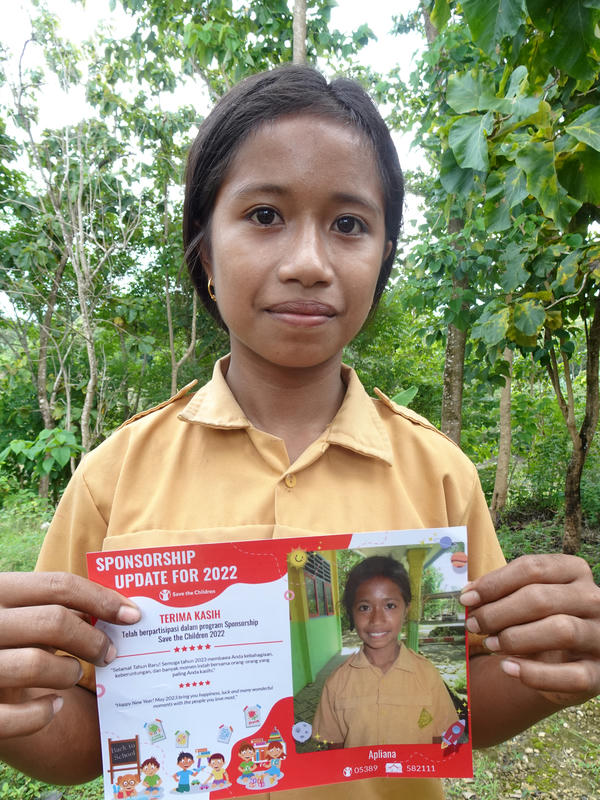 SPONSORSHIP
UPDATE FOR 2022
Save the Children
TERIMA KASIH
Telah berpartisipasi dalam program Sponsorship
Save the Children 2022
"Selamat Tahun Baru! Semoga tahun 2023 membawa Anda kebahagiaan,
keberuntungan, dan banyak momen indah bersama orang-orang yang
paling Anda kasihi."
"Happy New Year! May 2023 bring you happiness, luck and many wonderful
moments with the people you love most."
Back to
School
Apliana
05389 582111